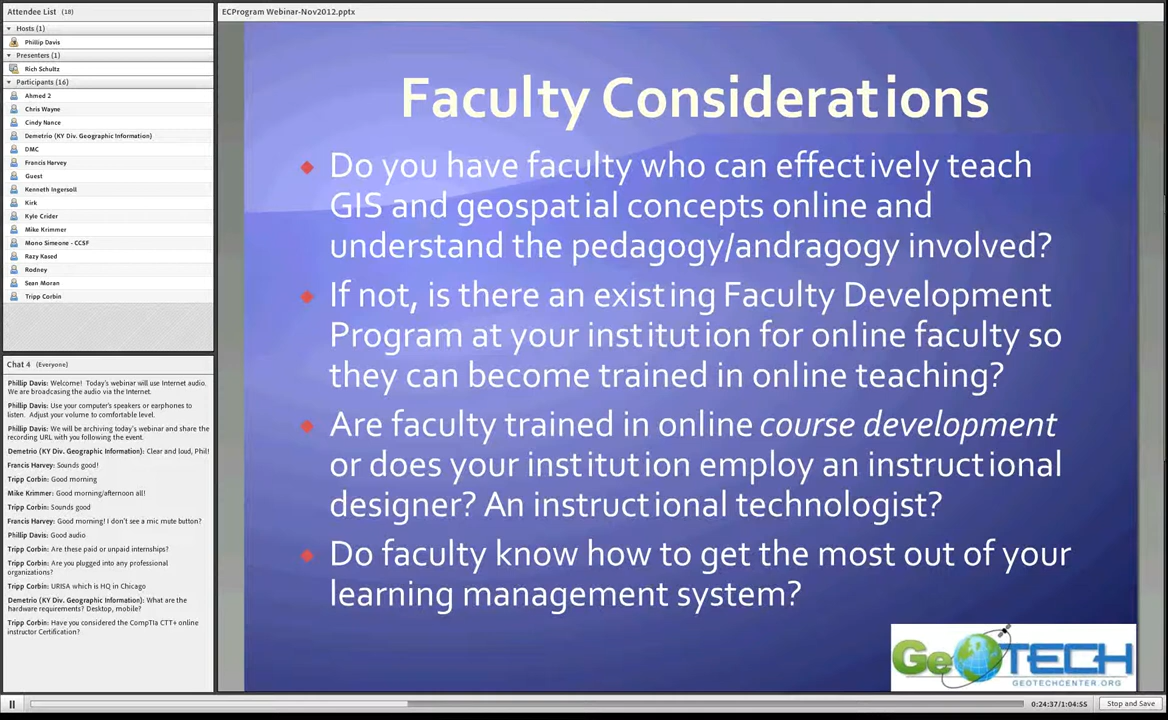 Attendee List (18)
Hosts (1)
Phillip Davis
Presenters (1)
Rich Schultz
Participants (16)
Ahmed 2
Chris Wayne
Cindy Nance
Demetrio (KY Div. Geographic Information)
DMC
Francis Harvey
Guest
Kenneth Ingersoll
Kirk
Kyle Crider
Mike Krimmer
Mono Simeone - CCSF
Razy Kased
Rodney
Sean Moran
Tripp Corbin
Chat 4 (Everyone)
Phillip Davis: Welcome! Today's webinar will use Internet audio.
We are broadcasting the audio via the Internet.
Phillip Davis: Use your computer's speakers or earphones to
listen. Adjust your volume to comfortable level.
Phillip Davis: We will be archiving today's webinar and share the
recording URL with you following the event.
Demetrio (KY Div. Geographic Information): Clear and loud, Phil!
Francis Harvey: Sounds good!
Tripp Corbin: Good morning
Mike Krimmer: Good morning/afternoon all!
Tripp Corbin: Sounds good
Francis Harvey: Good morning! I don't see a mic mute button?
Phillip Davis: Good audio
Tripp Corbin: Are these paid or unpaid internships?
Tripp Corbin: Are you plugged into any professional
organizations?
Tripp Corbin: URISA which is HQ in Chicago
Demetrio (KY Div. Geographic Information): What are the
hardware requirements? Desktop, mobile?
Tripp Corbin: Have you considered the CompTIa CTT+ online
instructor Certification?
ECProgram Webinar-Nov2012.pptx
Faculty Considerations
Do you have faculty who can effectively teach
GIS and geospatial concepts online and
understand the pedagogy/andragogy involved?
If not, is there an existing Faculty Development
Program at your institution for online faculty so
they can become trained in online teaching?
Are faculty trained in online course development
or does your institution employ an instructional
designer? An instructional technologist?
Do faculty know how to get the most out of your
learning management system?
GeoTECH
GEOTECHCENTER.ORG
0:24:37/1:04:55
Stop and Save